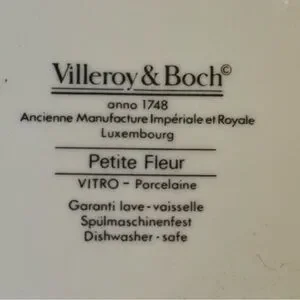 Villeroy & Boch©
anno 1748
Ancienne Manufacture Impériale et Royale
Luxembourg
Petite Fleur
VITRO - Porcelaine
Garanti lave-vaisselle
Spülmaschinenfest
Dishwasher-safe